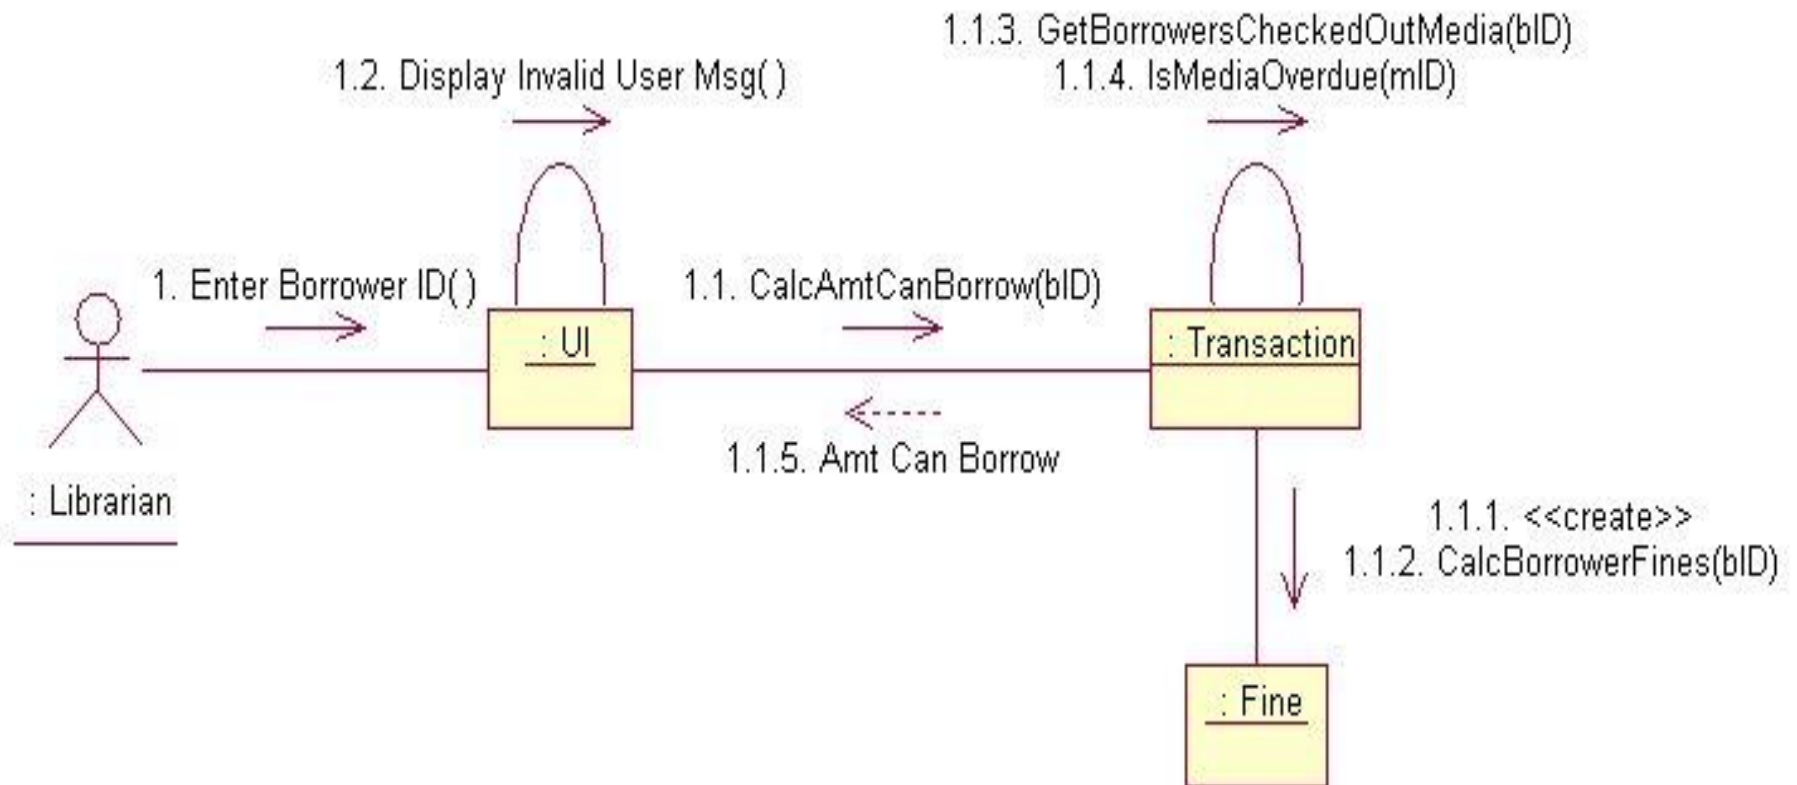 1.1.3. GetBorrowersCheckedOutMedia(bID)
1.2. Display Invalid User Msg( )
1.1.4. IsMediaOverdue(mID)
1. Enter Borrower ID( )
1.1. CalcAmtCanBorrow(bID)
: UI
: Transaction
1.1.5. Amt Can Borrow
: Librarian
1.1.1. <<create>>
1.1.2. CalcBorrowerFines(bID)
: Fine